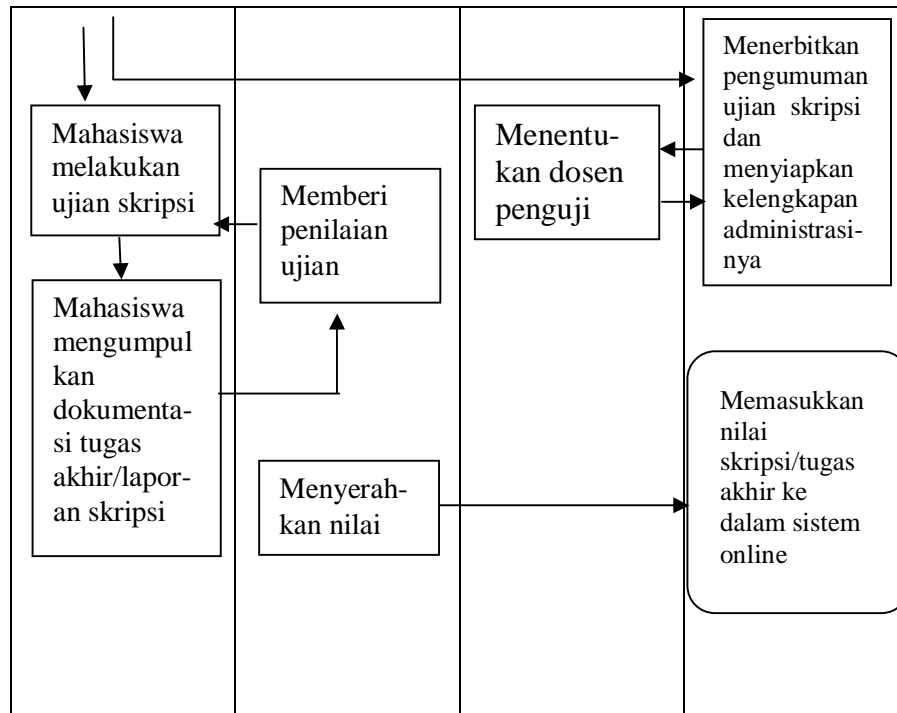 Mahasiswa
melakukan
ujian skripsi
Mahasiswa
mengumpul
kan
dokumenta-
si tugas
akhir/lapor-
an skripsi
Memberi
penilaian
ujian
Menyerah-
kan nilai
Menentu-
kan dosen
penguji
Menerbitkan
pengumuman
ujian skripsi
dan
menyiapkan
kelengkapan
administrasi-
nya
Memasukkan
nilai
skripsi/tugas
akhir ke
dalam sistem
online